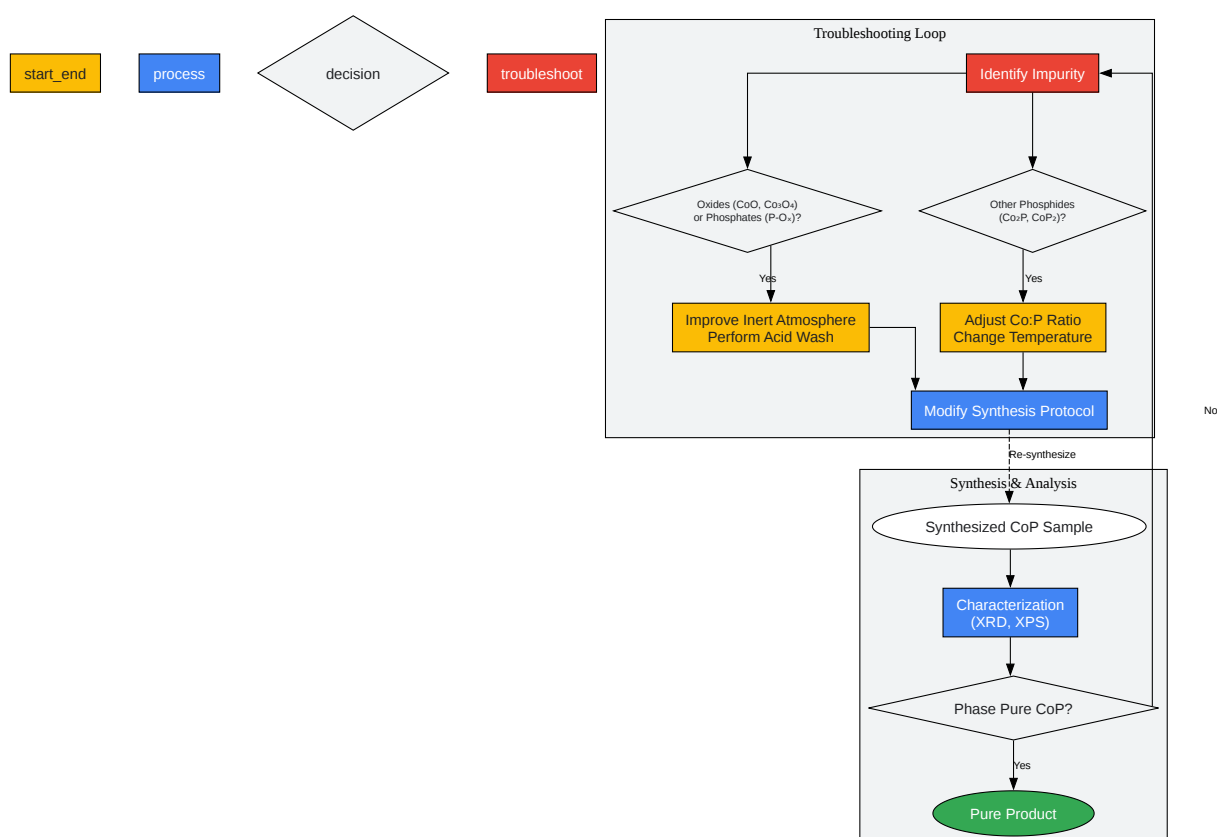 start_end
process
decision
troubleshoot
Troubleshooting Loop
Identify Impurity
Oxides (CoO, Co₃O₄)
or Phosphates (P-Oₓ)?
Other Phosphides
(Co₂P, CoP₂)?
Yes
Yes
Improve Inert Atmosphere
Perform Acid Wash
Adjust Co:P Ratio
Change Temperature
Modify Synthesis Protocol
No
Re-synthesize
Synthesis & Analysis
Synthesized CoP Sample
Characterization
(XRD, XPS)
Phase Pure CoP?
Yes
Pure Product